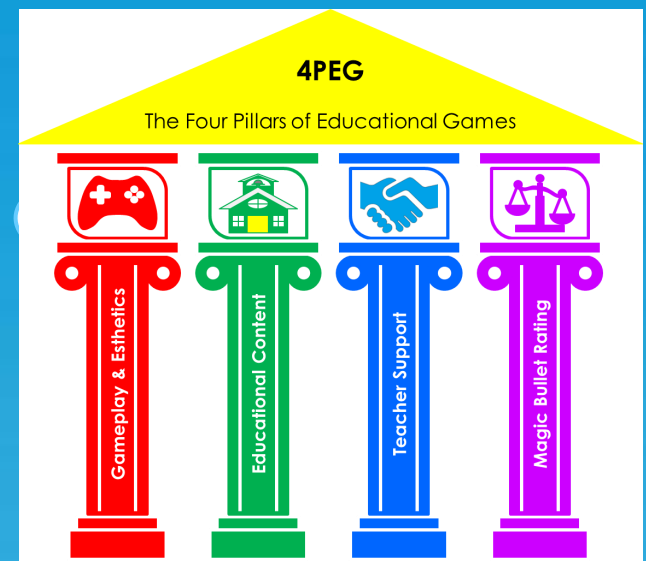 4PEG
The Four Pillars of Educational Games
Gameplay & Esthetics
Educational Content
Teacher Support
Magic Bullet Rating